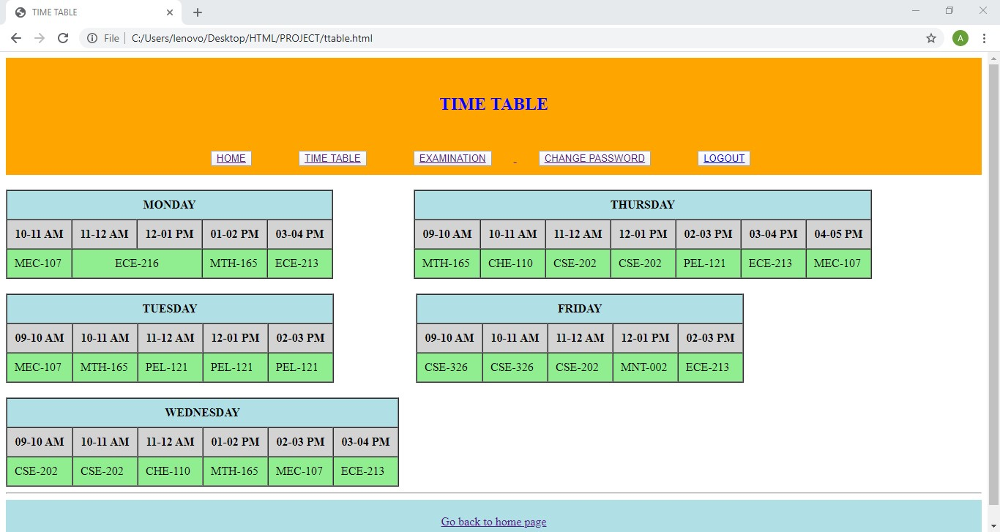 TIME TABLE
File C:/Users/lenovo/Desktop/HTML/PROJECT/ttable.html
A
TIME TABLE
HOME TIME TABLE EXAMINATION CHANGE PASSWORD LOGOUT
MONDAY
10-11 AM 11-12 AM 12-01 PM 01-02 PM 03-04 PM
MEC-107 ECE-216 MTH-165 ECE-213
THURSDAY
09-10 AM 10-11 AM 11-12 AM 12-01 PM 02-03 PM 03-04 PM 04-05 PM
MTH-165 CHE-110 CSE-202 CSE-202 PEL-121 ECE-213 MEC-107
TUESDAY
09-10 AM 10-11 AM 11-12 AM 12-01 PM 02-03 PM
MEC-107 MTH-165 PEL-121 PEL-121 PEL-121
FRIDAY
09-10 AM 10-11 AM 11-12 AM 12-01 PM 02-03 PM
CSE-326 CSE-326 CSE-202 MNT-002 ECE-213
WEDNESDAY
09-10 AM 10-11 AM 11-12 AM 01-02 PM 02-03 PM 03-04 PM
CSE-202 CSE-202 CHE-110 MTH-165 MEC-107 ECE-213
Go back to home page